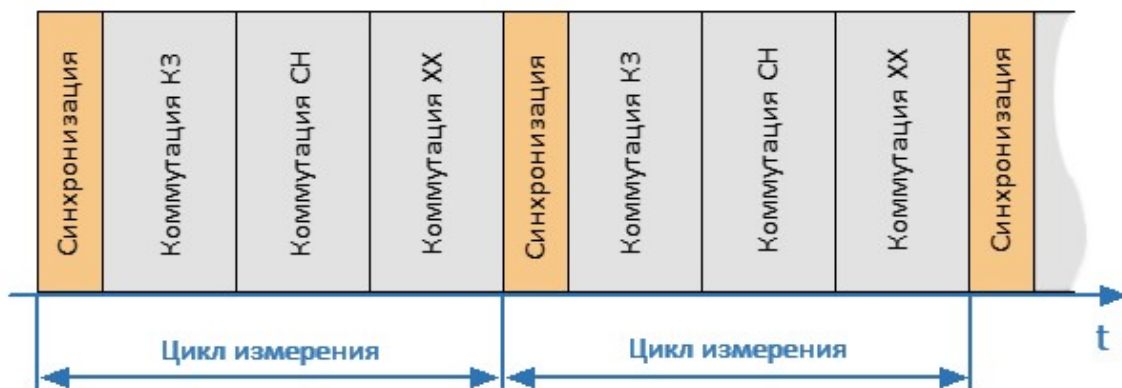 Синхронизация
Коммутация КЗ
Коммутация СН
Коммутация ХХ
Синхронизация
Коммутация КЗ
Коммутация СН
Коммутация ХХ
Синхронизация
t
Цикл измерения
Цикл измерения